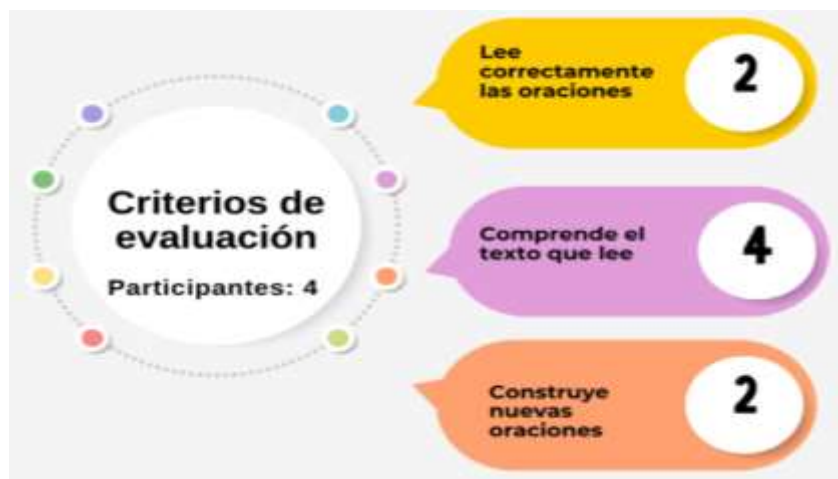 Criterios de
evaluación
Participantes: 4
Lee
correctamente
las oraciones
2
Comprende el
texto que lee
4
Construye
nuevas
oraciones
2